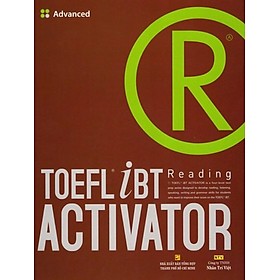 Advanced
R
Reading
TOEFL iBT
ACTIVATOR
NHÀ XUẤT BẢN TỔNG HỢP
THÀNH PHỐ HỒ CHÍ MINH
NTV
Công ty TNHH
Nhân Trí Việt